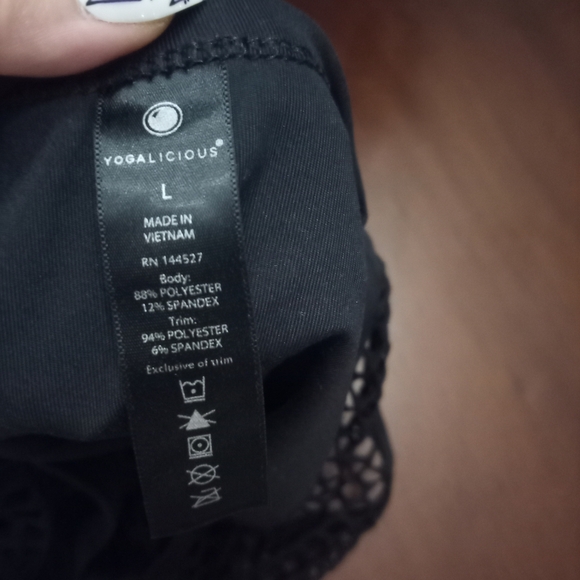 YOGALICIOUS®
L
MADE IN
VIETNAM
RN 144527
Body:
88% POLYESTER
12% SPANDEX
Trim:
94% POLYESTER
6% SPANDEX
Exclusive of trim